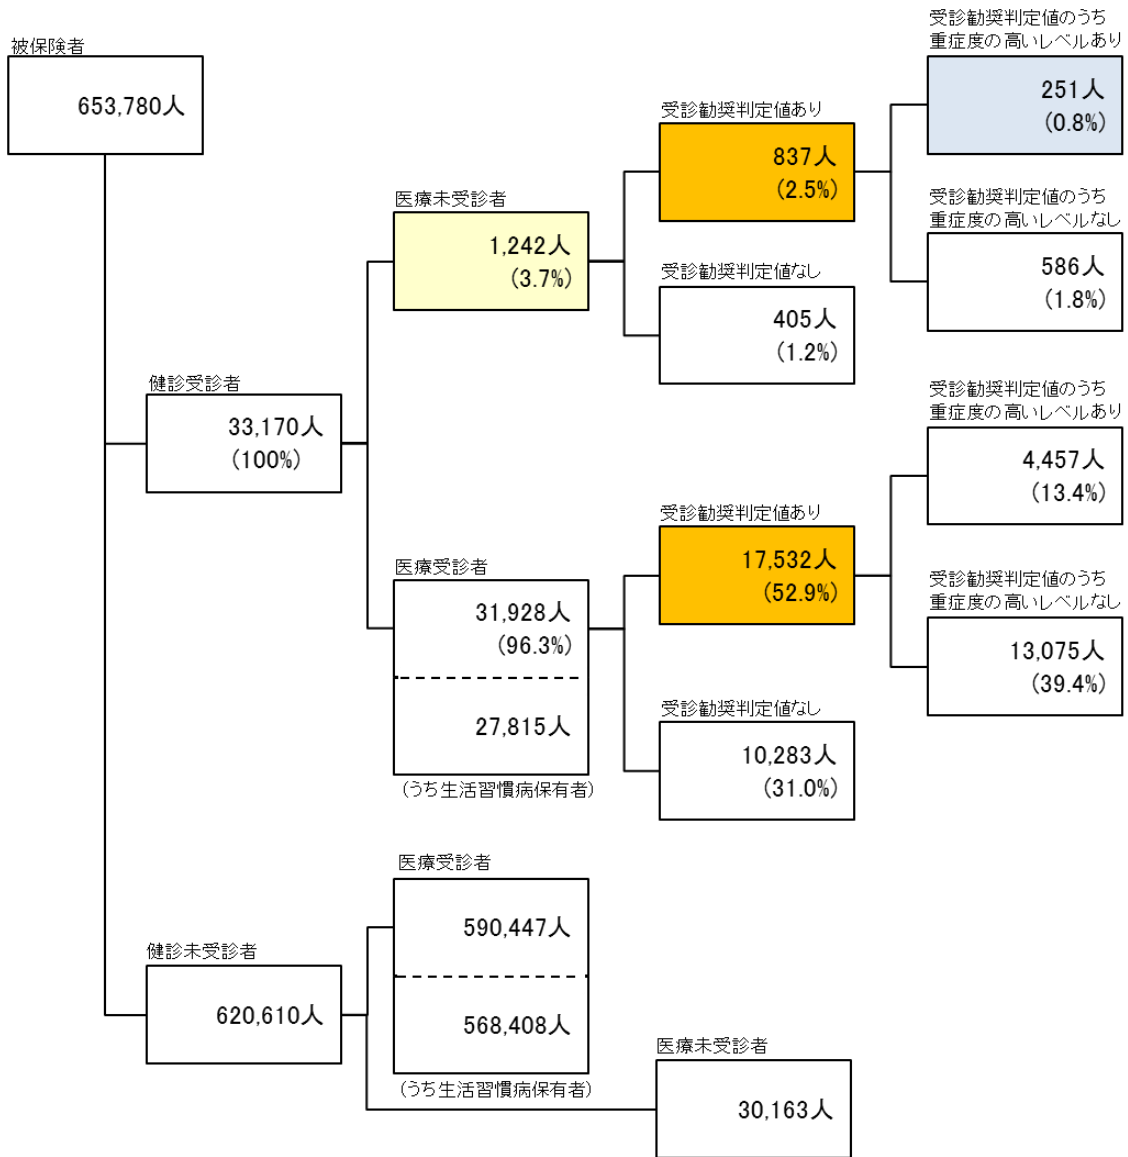 被保険者
653,780人
健診受診者
33,170人
(100%)
医療未受診者
1,242人
(3.7%)
受診勧奨判定値あり
837人
(2.5%)
受診勧奨判定値のうち
重症度の高いレベルあり
251人
(0.8%)
受診勧奨判定値のうち
重症度の高いレベルなし
586人
(1.8%)
受診勧奨判定値なし
405人
(1.2%)
医療受診者
31,928人
(96.3%)
27,815人
(うち生活習慣病保有者)
受診勧奨判定値あり
17,532人
(52.9%)
受診勧奨判定値のうち
重症度の高いレベルあり
4,457人
(13.4%)
受診勧奨判定値のうち
重症度の高いレベルなし
13,075人
(39.4%)
受診勧奨判定値なし
10,283人
(31.0%)
健診未受診者
620,610人
医療受診者
590,447人
568,408人
(うち生活習慣病保有者)
医療未受診者
30,163人